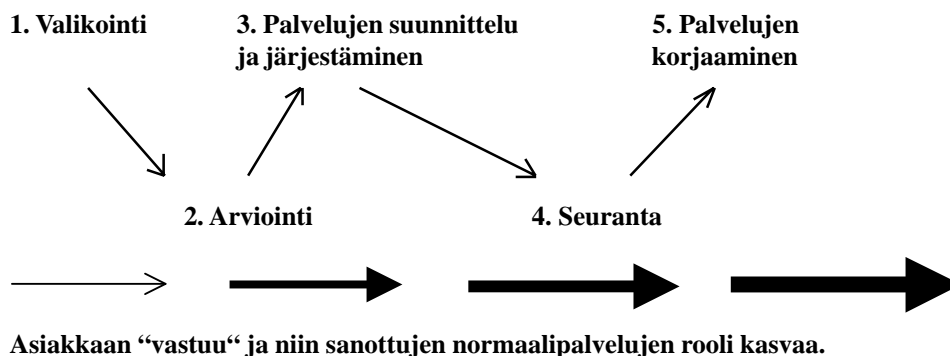 1. Valikointi
3. Palvelujen suunnittelu
ja järjestäminen
5. Palvelujen
korjaaminen
2. Arviointi
4. Seuranta
Asiakkaan “vastuu“ ja niin sanottujen normaalipalvelujen rooli kasvaa.